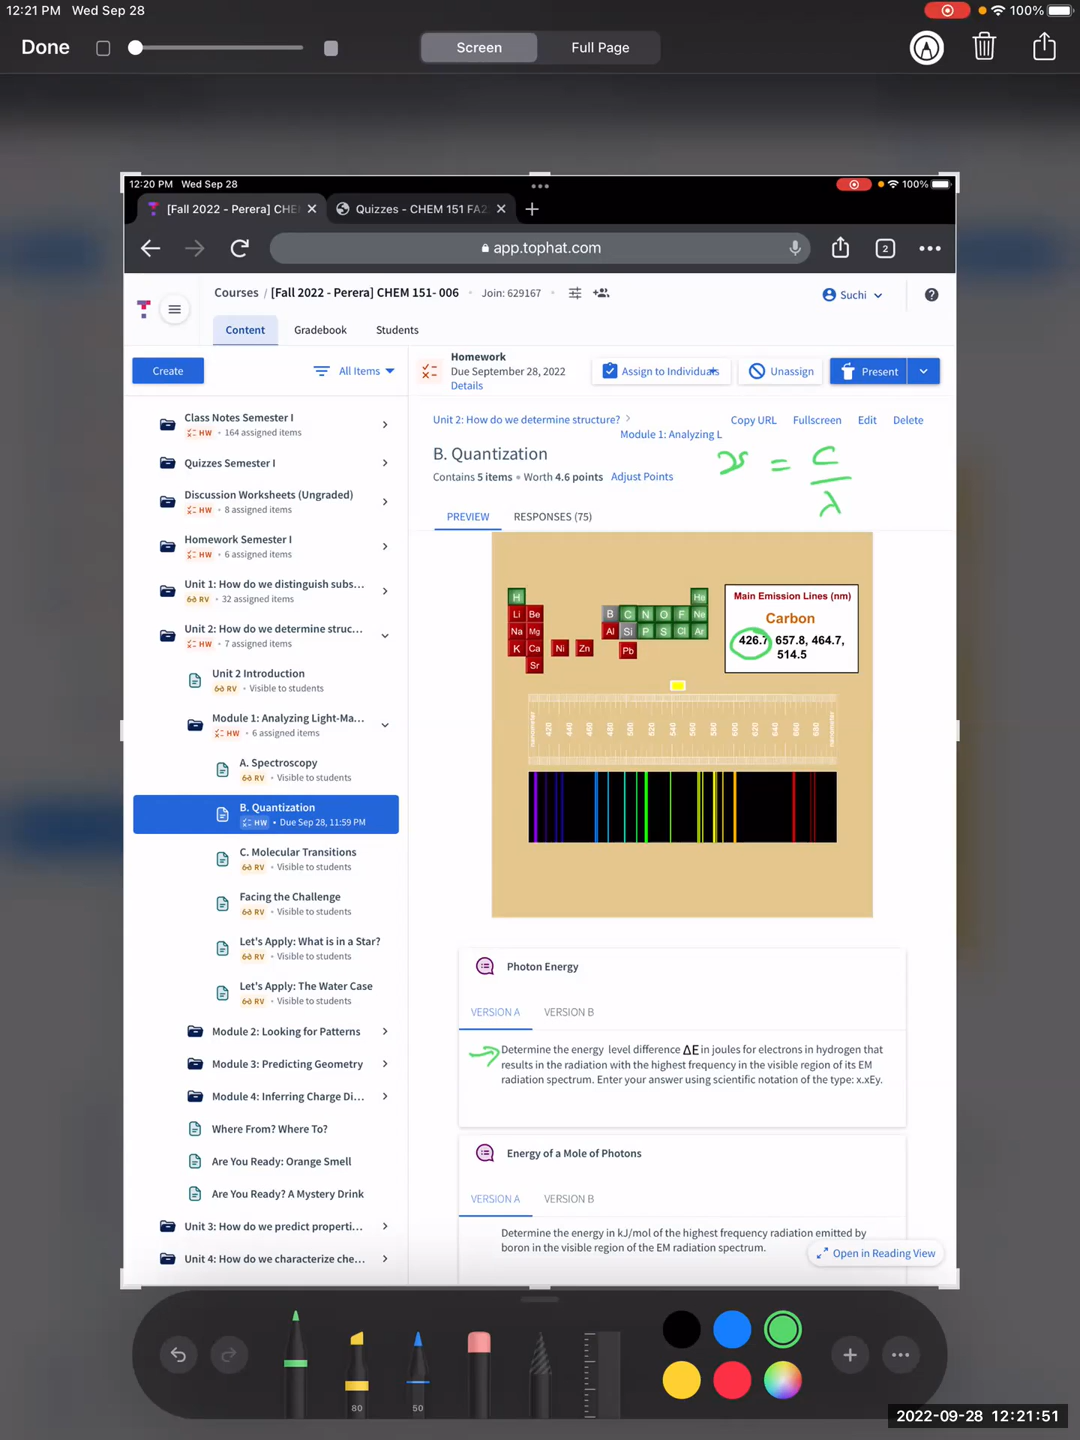 12:21 PM Wed Sep 28
100%
Done
Screen
Full Page
12:20 PM Wed Sep 28
100%
[Fall 2022 - Perera] CHE
Quizzes - CHEM 151 FA2
app.tophat.com
2
Courses / [Fall 2022 - Perera] CHEM 151- 006 • Join: 629167
Suchi
Content
Gradebook
Students
Create
All Items
Homework
Due September 28, 2022
Details
Assign to Individuals
Unassign
Present
Class Notes Semester I
HW • 164 assigned items
Quizzes Semester I
Discussion Worksheets (Ungraded)
HW • 8 assigned items
Homework Semester I
HW • 6 assigned items
Unit 1: How do we distinguish subs...
RV • 32 assigned items
Unit 2: How do we determine struc...
HW • 7 assigned items
Unit 2 Introduction
RV • Visible to students
Module 1: Analyzing Light-Ma...
HW • 6 assigned items
A. Spectroscopy
RV • Visible to students
B. Quantization
HW • Due Sep 28, 11:59 PM
C. Molecular Transitions
RV • Visible to students
Facing the Challenge
RV • Visible to students
Let's Apply: What is in a Star?
RV • Visible to students
Let's Apply: The Water Case
RV • Visible to students
Module 2: Looking for Patterns
Module 3: Predicting Geometry
Module 4: Inferring Charge Di...
Where From? Where To?
Are You Ready: Orange Smell
Are You Ready? A Mystery Drink
Unit 3: How do we predict properti...
Unit 4: How do we characterize che...
Unit 2: How do we determine structure? >
Module 1: Analyzing L
Copy URL
Fullscreen
Edit
Delete
B. Quantization
Contains 5 items • Worth 4.6 points
Adjust Points
ν = c
λ
PREVIEW
RESPONSES (75)
H He
Li Be B C N O F Ne
Na Mg Al Si P S Cl Ar
K Ca Ni Zn Pb
Sr
Main Emission Lines (nm)
Carbon
426.7, 657.8, 464.7,
514.5
nanometer 420 440 460 480 500 520 540 560 580 600 620 640 660 680 nanometer
Photon Energy
VERSION A
VERSION B
Determine the energy level difference ΔE in joules for electrons in hydrogen that
results in the radiation with the highest frequency in the visible region of its EM
radiation spectrum. Enter your answer using scientific notation of the type: x.xEy.
Energy of a Mole of Photons
VERSION A
VERSION B
Determine the energy in kJ/mol of the highest frequency radiation emitted by
boron in the visible region of the EM radiation spectrum.
Open in Reading View
80
50
2022-09-28 12:21:51